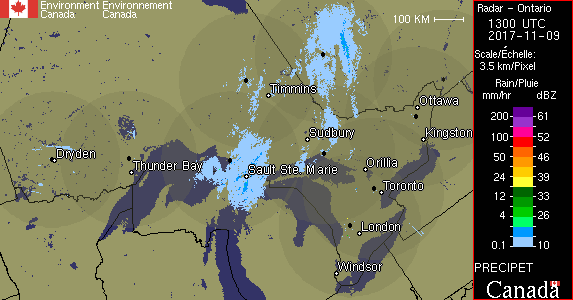 Environment Environnement
Canada Canada
100 KM
Timmins
Ottawa
Sudbury
Kingston
Dryden
Thunder Bay
Sault Ste. Marie
Orillia
Toronto
London
Windsor
Radar - Ontario
1300 UTC
2017-11-09
Scale/Échelle:
3.5 km/Pixel
Rain/Pluie
mm/hr dBZ
200 61
100 52
50 46
24 39
12 33
4 26
0.1 10
PRECIPET
Canada